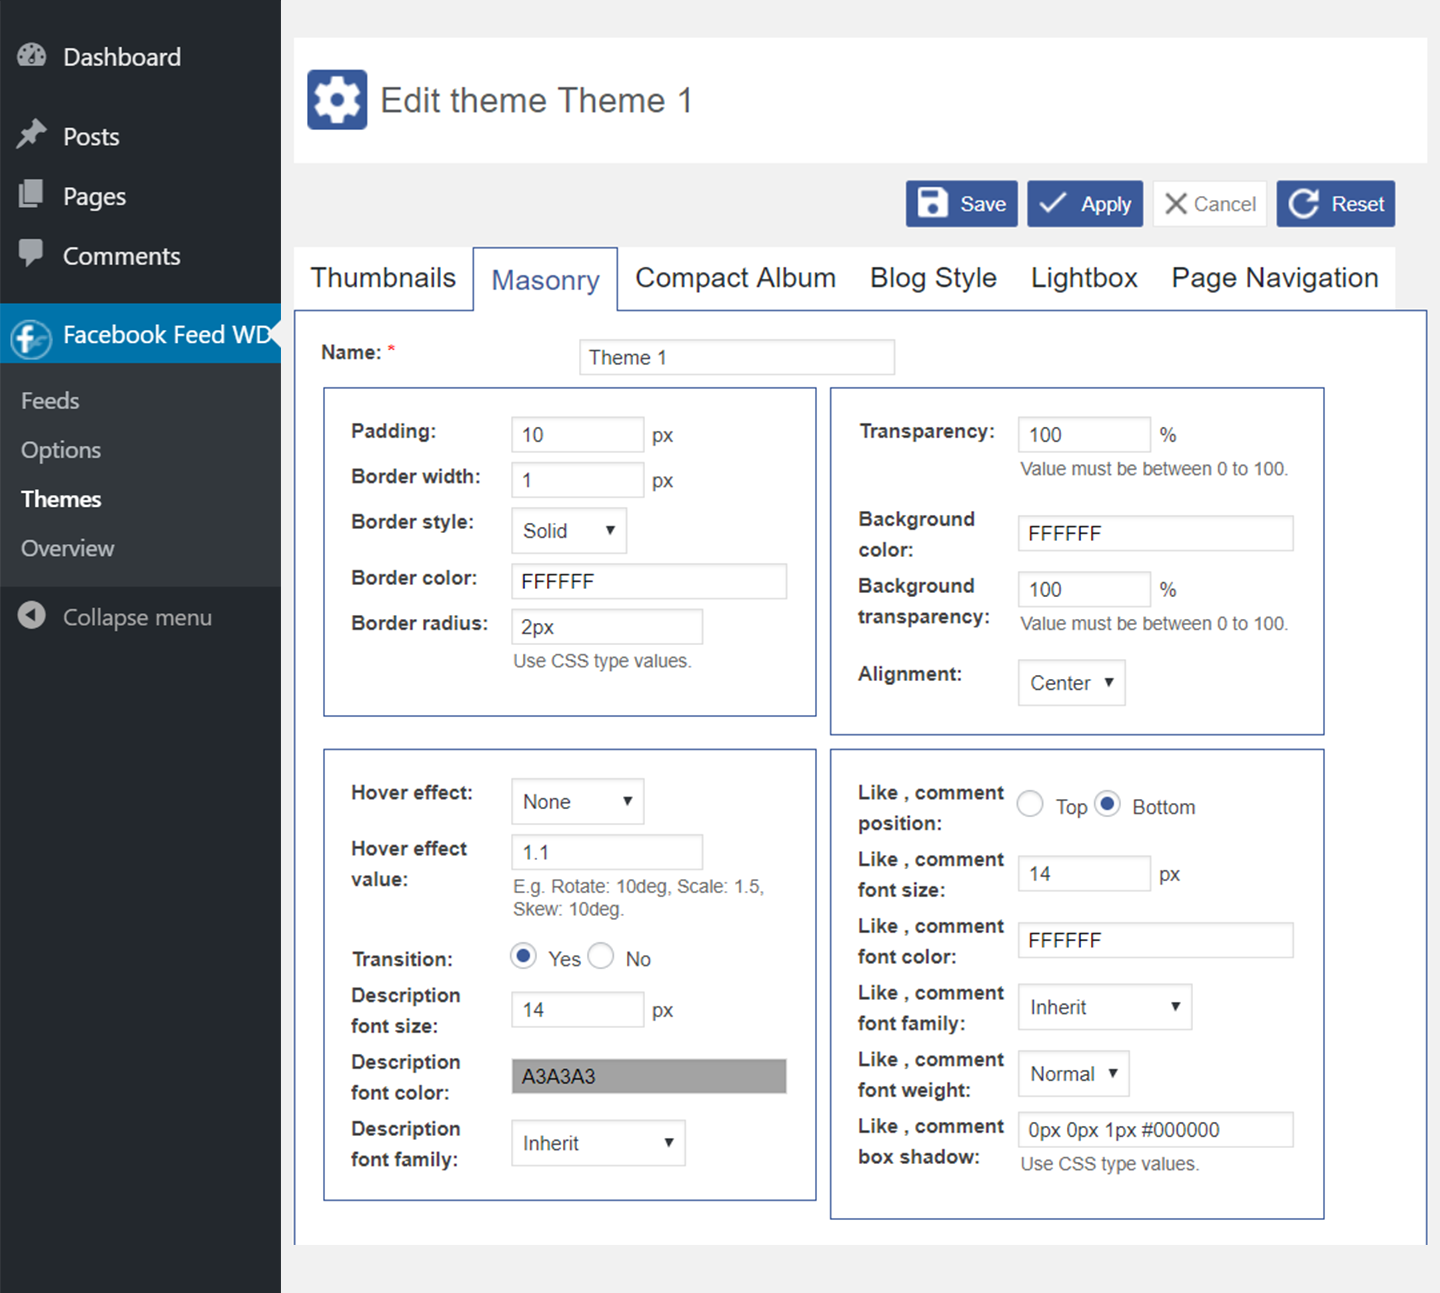 Dashboard
Posts
Pages
Comments
Facebook Feed WD
Feeds
Options
Themes
Overview
Collapse menu
Edit theme Theme 1
Save Apply Cancel Reset
Thumbnails Masonry Compact Album Blog Style Lightbox Page Navigation
Name: * Theme 1
Padding: 10 px
Border width: 1 px
Border style: Solid
Border color: FFFFFF
Border radius: 2px
Use CSS type values.
Transparency: 100 %
Value must be between 0 to 100.
Background
color: FFFFFF
Background
transparency: 100 %
Value must be between 0 to 100.
Alignment: Center
Hover effect: None
Hover effect
value: 1.1
E.g. Rotate: 10deg, Scale: 1.5,
Skew: 10deg.
Transition: Yes No
Description
font size: 14 px
Description
font color: A3A3A3
Description
font family: Inherit
Like , comment
position: Top Bottom
Like , comment
font size: 14 px
Like , comment
font color: FFFFFF
Like , comment
font family: Inherit
Like , comment
font weight: Normal
Like , comment
box shadow: 0px 0px 1px #000000
Use CSS type values.